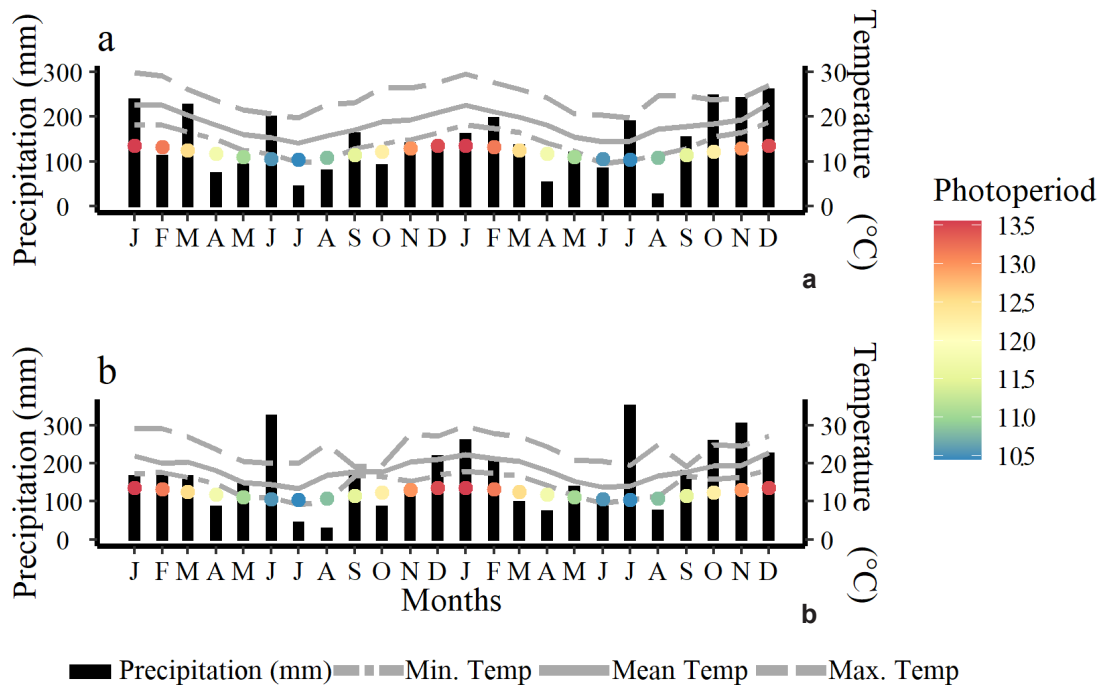 a
Precipitation (mm)
300
200
100
0
Temperature (°C)
30
20
10
0
J F M A M J J A S O N D J F M A M J J A S O N D
a
b
Precipitation (mm)
300
200
100
0
Temperature (°C)
30
20
10
0
J F M A M J J A S O N D J F M A M J J A S O N D
Months
b
Photoperiod
13.5
13.0
12.5
12.0
11.5
11.0
10.5
Precipitation (mm) Min. Temp Mean Temp Max. Temp